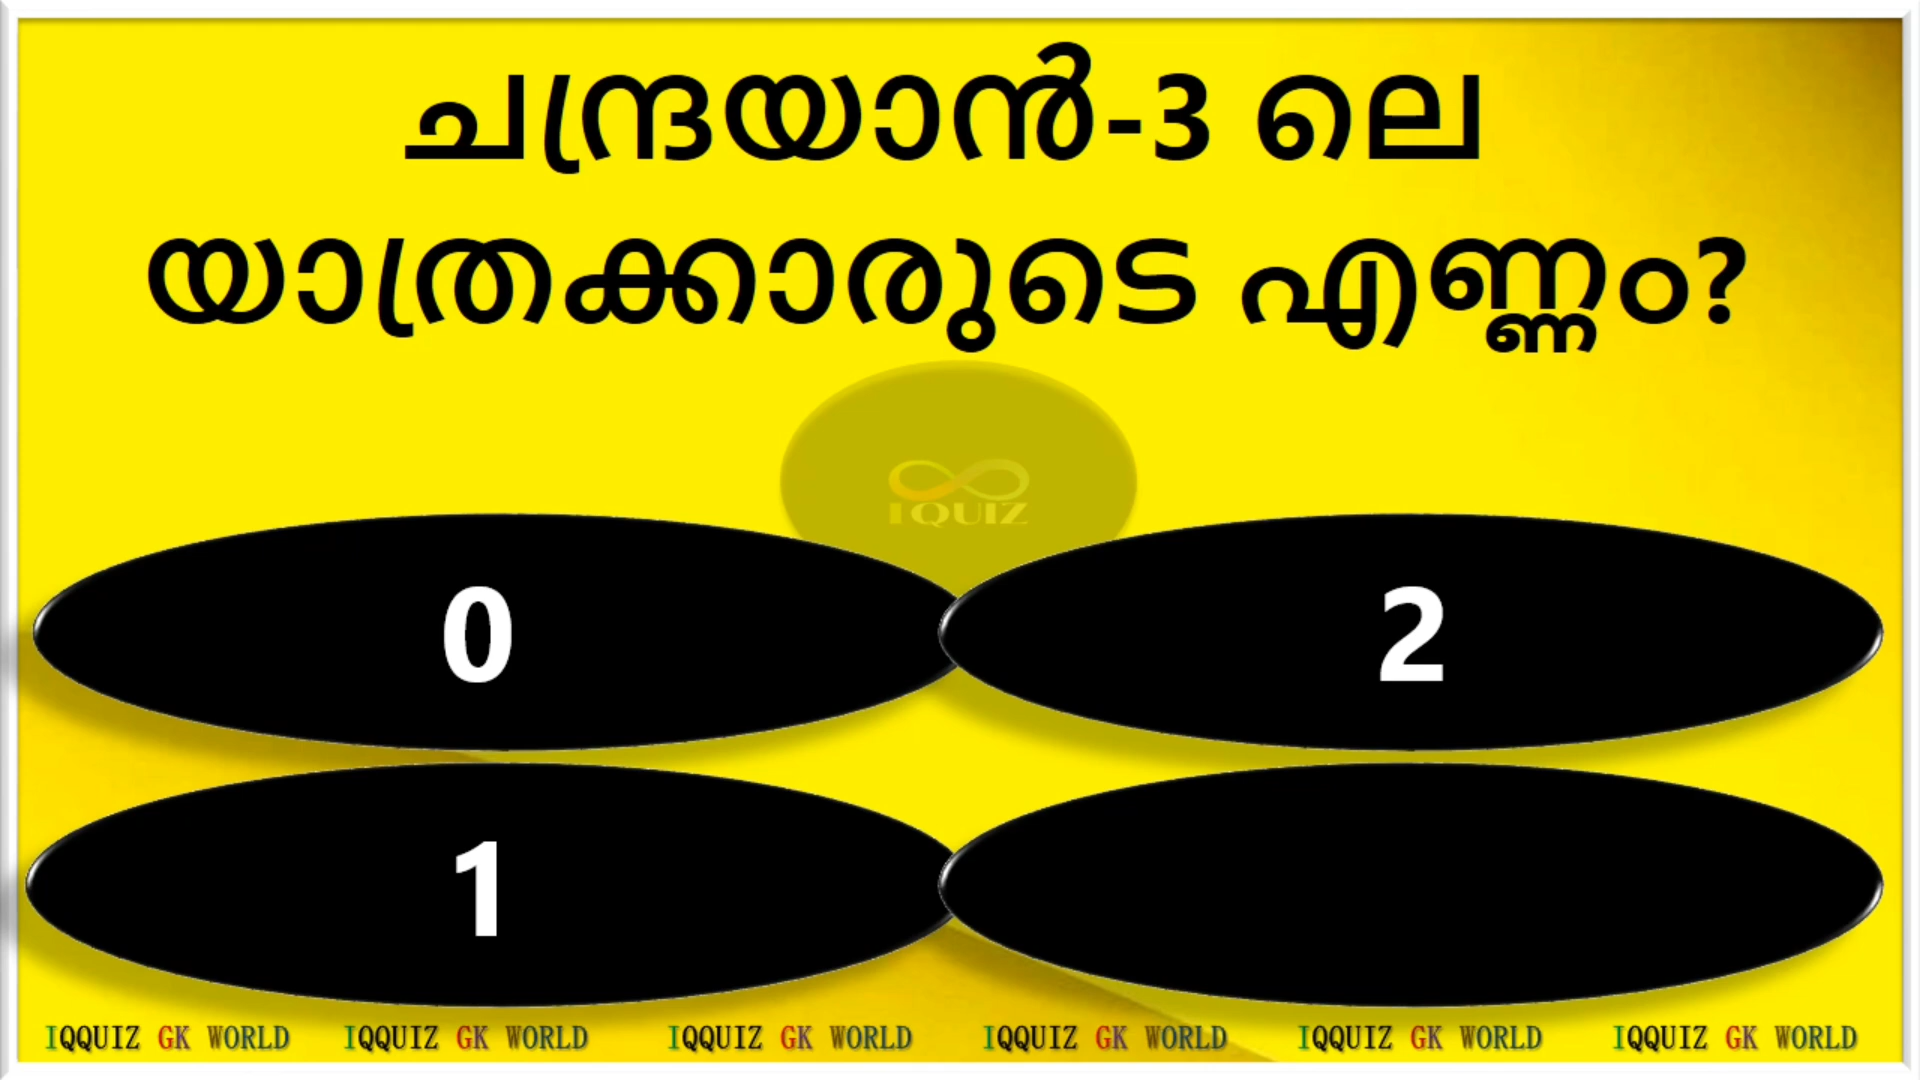 ചന്ദ്രയാൻ-3 ലെ
യാത്രക്കാരുടെ എണ്ണം?
IQUIZ
0
2
1
IQQUIZ GK WORLD IQQUIZ GK WORLD IQQUIZ GK WORLD IQQUIZ GK WORLD IQQUIZ GK WORLD IQQUIZ GK WORLD